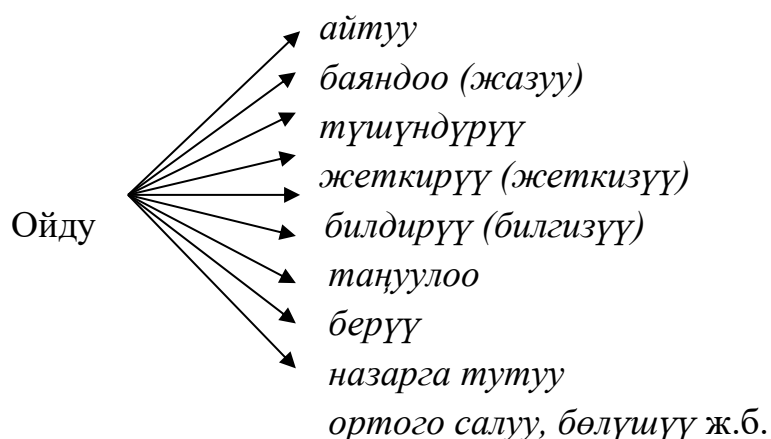 айтуу
баяндоо (жазуу)
түшүндүрүү
жеткирүү (жеткизүү)
Ойду
билдирүү (билгизүү)
таңуулоо
берүү
назарга тутуу
ортого салуу, бөлүшүү ж.б.